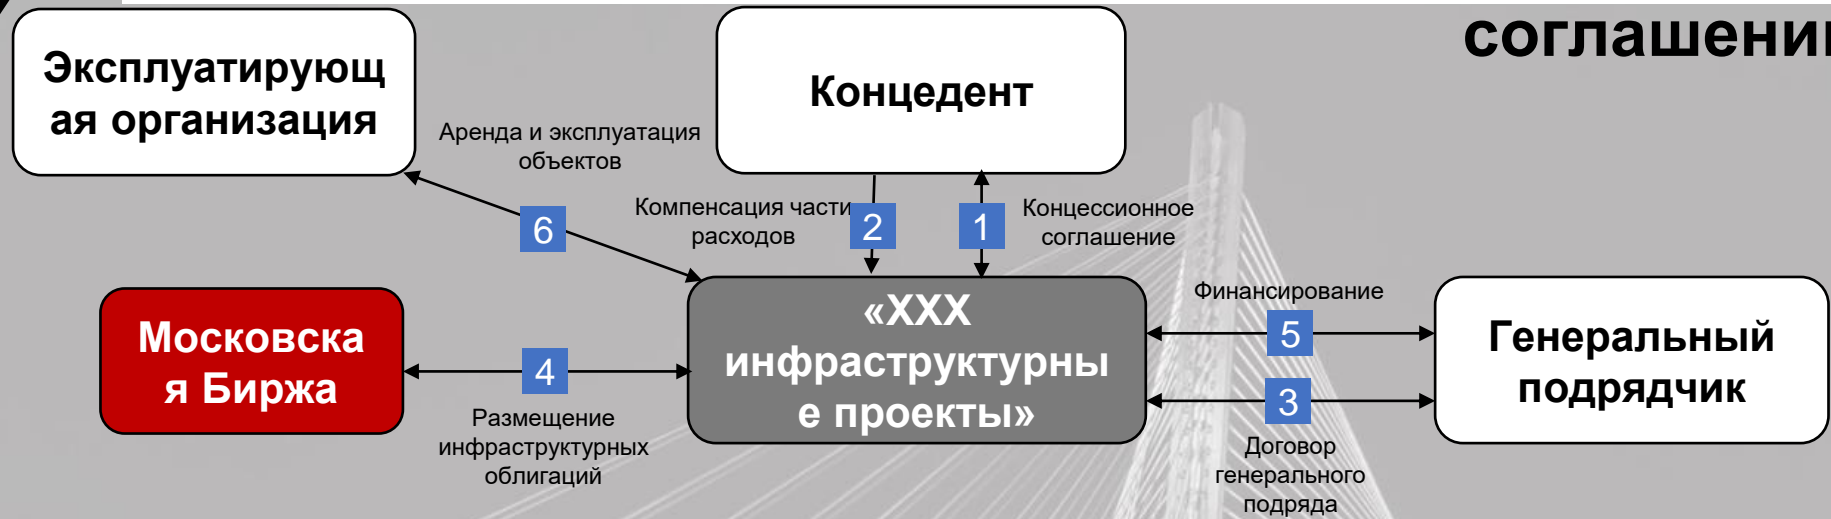 соглашени
Эксплуатирующ
ая организация
Концедент
Аренда и эксплуатация
объектов
6
Компенсация части
расходов
2
1
Концессионное
соглашение
Московска
я Биржа
4
Размещение
инфраструктурных
облигаций
«ХХХ
инфраструктурны
е проекты»
Финансирование
5
3
Договор
генерального
подряда
Генеральный
подрядчик